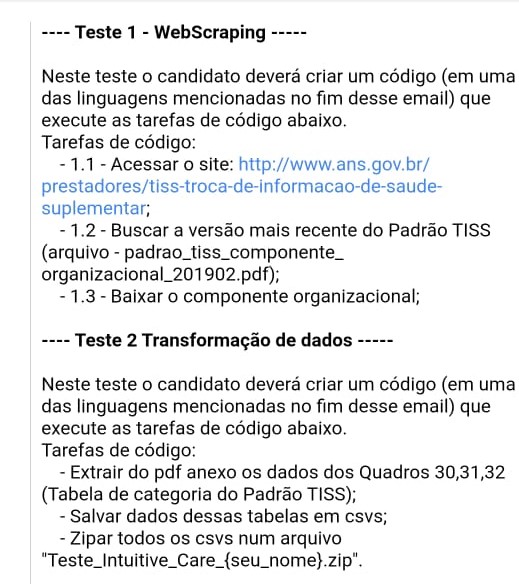 ---- Teste 1 - WebScraping -----
Neste teste o candidato deverá criar um código (em uma
das linguagens mencionadas no fim desse email) que
execute as tarefas de código abaixo.
Tarefas de código:
- 1.1 - Acessar o site: http://www.ans.gov.br/
prestadores/tiss-troca-de-informacao-de-saude-
suplementar;
- 1.2 - Buscar a versão mais recente do Padrão TISS
(arquivo - padrao_tiss_componente_
organizacional_201902.pdf);
- 1.3 - Baixar o componente organizacional;
---- Teste 2 Transformação de dados -----
Neste teste o candidato deverá criar um código (em uma
das linguagens mencionadas no fim desse email) que
execute as tarefas de código abaixo.
Tarefas de código:
- Extrair do pdf anexo os dados dos Quadros 30,31,32
(Tabela de categoria do Padrão TISS);
- Salvar dados dessas tabelas em csvs;
- Zipar todos os csvs num arquivo
"Teste_Intuitive_Care_{seu_nome}.zip".